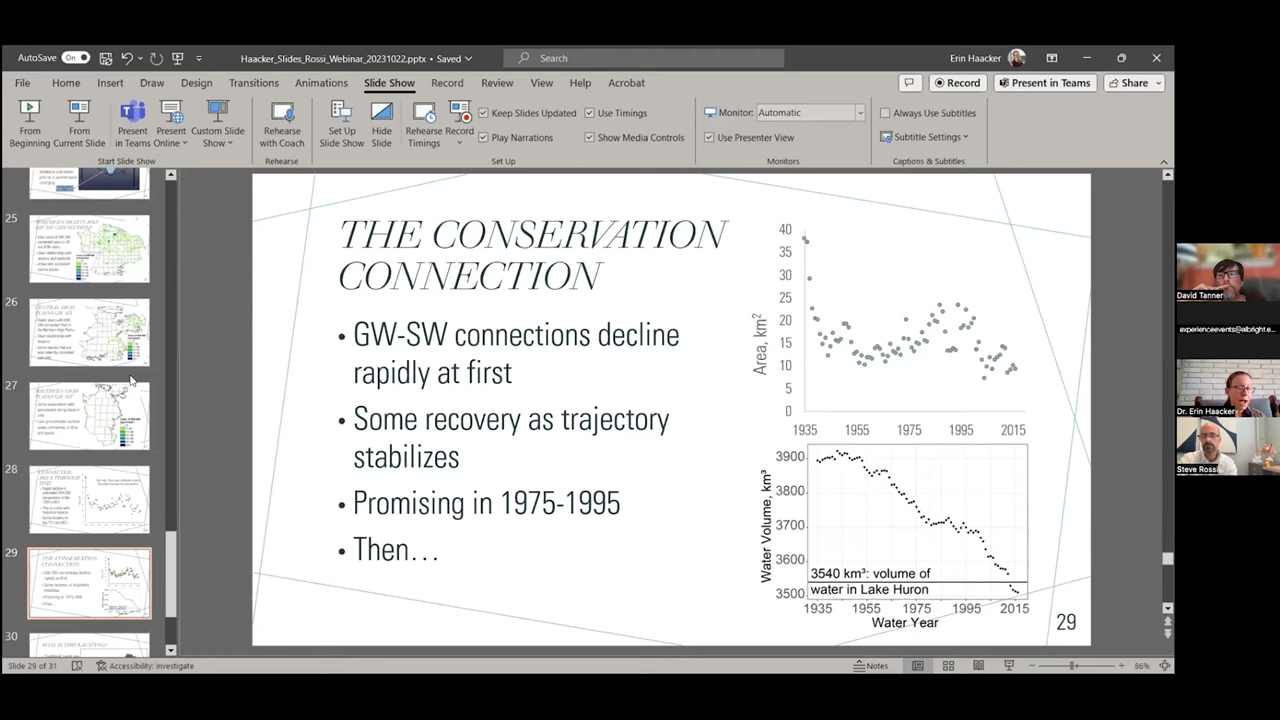 AutoSave On
Haacker_Slides_Rossi_Webinar_20231022.pptx • Saved
Search
Erin Haacker
File Home Insert Draw Design Transitions Animations Slide Show Record Review View Help Acrobat
Record Present in Teams Share
From Beginning
From Current Slide
Present in Teams
Present Online
Custom Slide Show
Rehearse with Coach
Set Up Slide Show
Hide Slide
Rehearse Timings
Record
Keep Slides Updated
Play Narrations
Use Timings
Show Media Controls
Monitor: Automatic
Use Presenter View
Always Use Subtitles
Subtitle Settings
Start Slide Show
Rehearse
Set Up
Monitors
Captions & Subtitles
25
26
27
28
29
30
THE CONSERVATION
CONNECTION
• GW-SW connections decline
rapidly at first
• Some recovery as trajectory
stabilizes
• Promising in 1975-1995
• Then…
Area, km²
40
35
30
25
20
15
10
5
0
1935 1955 1975 1995 2015
Water Volume, km³
3900
3800
3700
3600
3500
3540 km³: volume of
water in Lake Huron
1935 1955 1975 1995 2015
Water Year
29
David Tanner
experienceevents@albright.e...
Dr. Erin Haacker
Steve Rossi
Slide 29 of 31
Accessibility: Investigate
Notes
86%